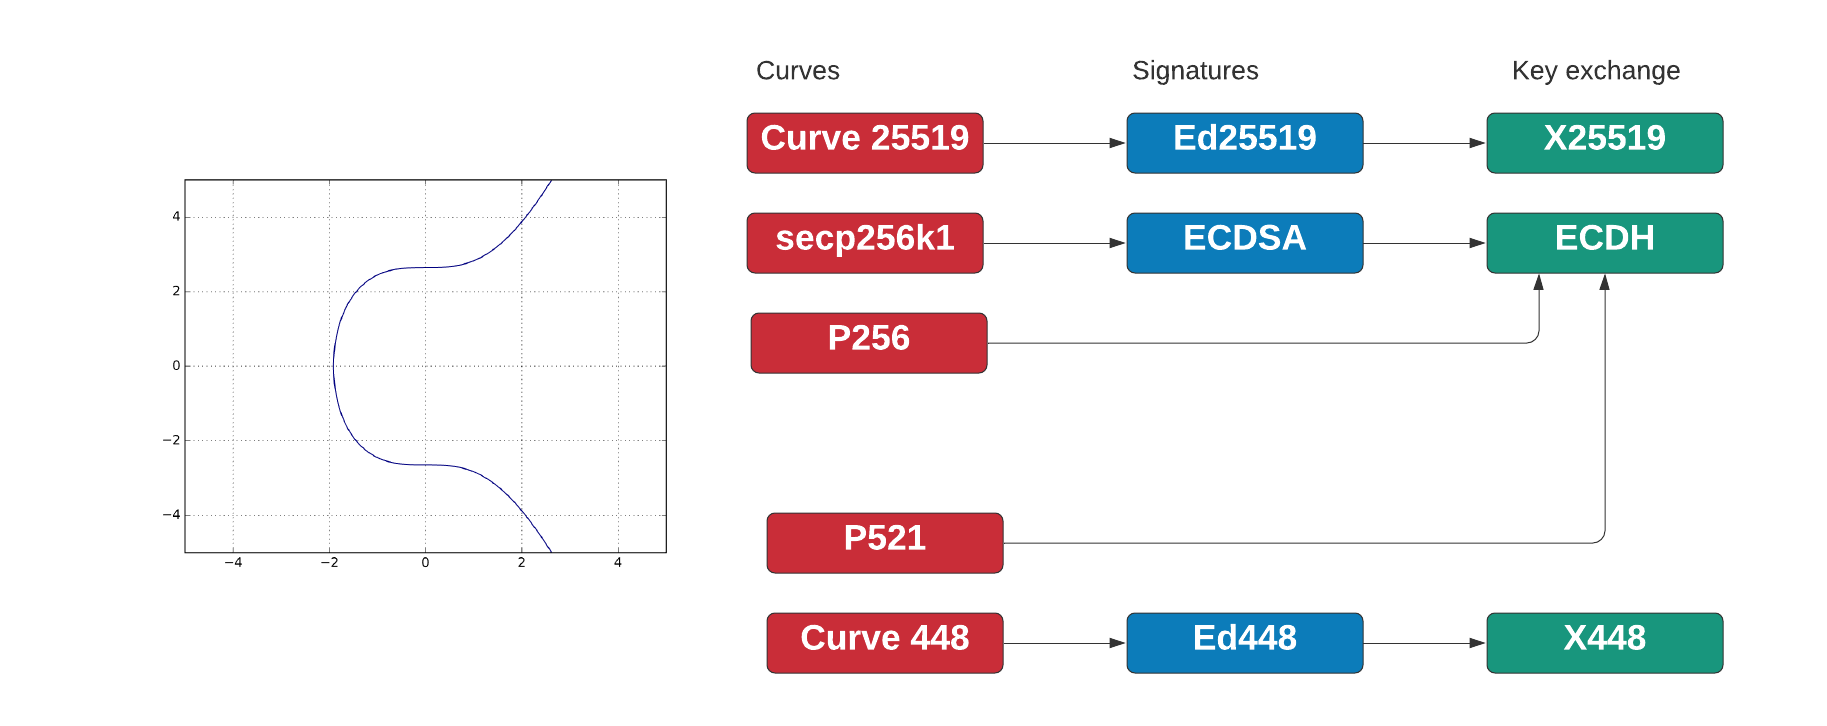 Curves Signatures Key exchange
Curve 25519 Ed25519 X25519
secp256k1 ECDSA ECDH
P256
P521
Curve 448 Ed448 X448
4
2
0
−2
−4
−4 −2 0 2 4